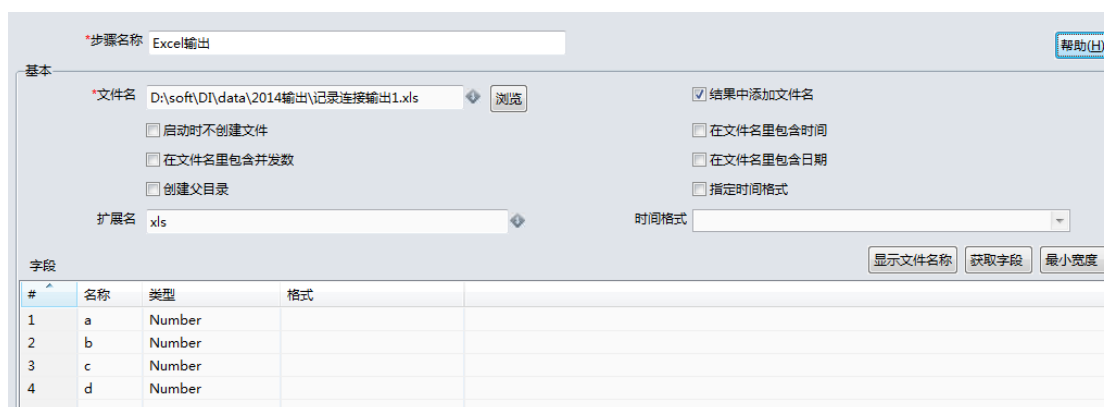 *步骤名称 Excel输出 帮助(H)
基本
*文件名 D:\soft\DI\data\2014输出\记录连接输出1.xls 浏览 结果中添加文件名
启动时不创建文件 在文件名里包含时间
在文件名里包含并发数 在文件名里包含日期
创建父目录 指定时间格式
扩展名 xls 时间格式
显示文件名称 获取字段 最小宽度
字段
# 名称 类型 格式
1 a Number
2 b Number
3 c Number
4 d Number